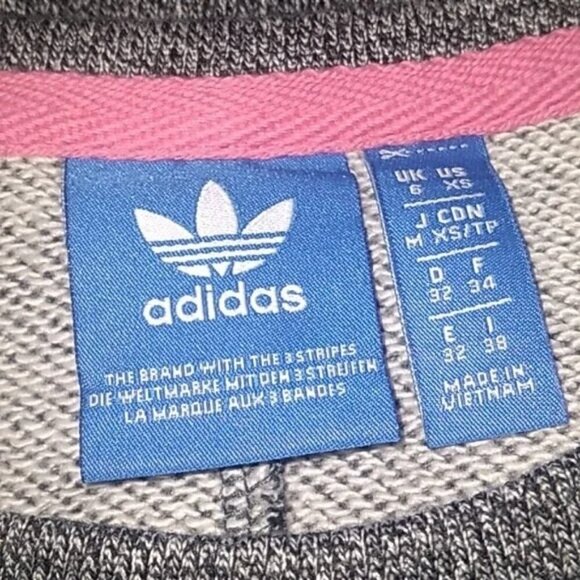 adidas
THE BRAND WITH THE 3 STRIPES
DIE WELTMARKE MIT DEN 3 STREIFEN
LA MARQUE AUX 3 BANDES
UK US
6 XS
J CDN
M XS/TP
D F
32 34
E I
32 38
MADE IN
VIETNAM